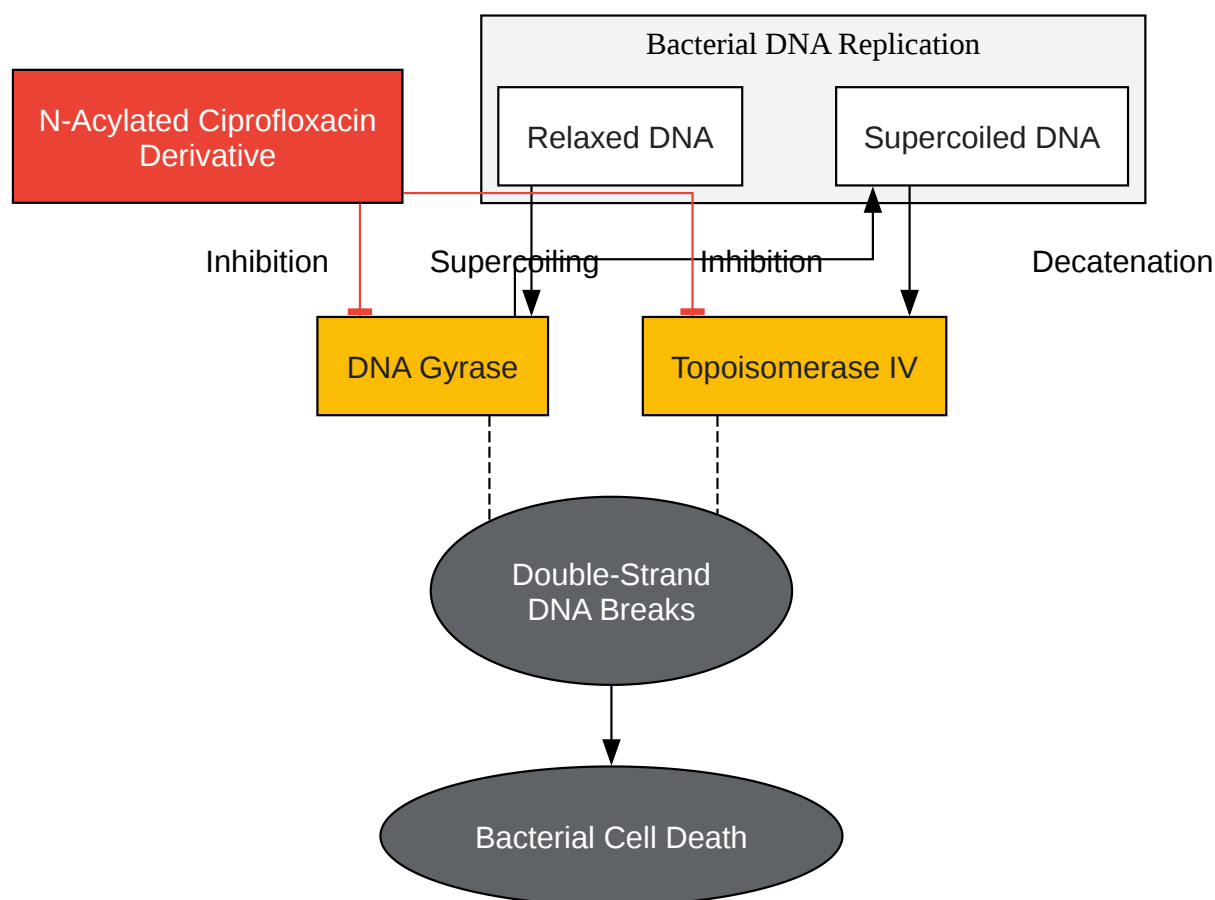 Bacterial DNA Replication
N-Acylated Ciprofloxacin
Derivative
Relaxed DNA
Supercoiled DNA
Inhibition
Supercoiling
Inhibition
Decatenation
DNA Gyrase
Topoisomerase IV
Double-Strand
DNA Breaks
Bacterial Cell Death